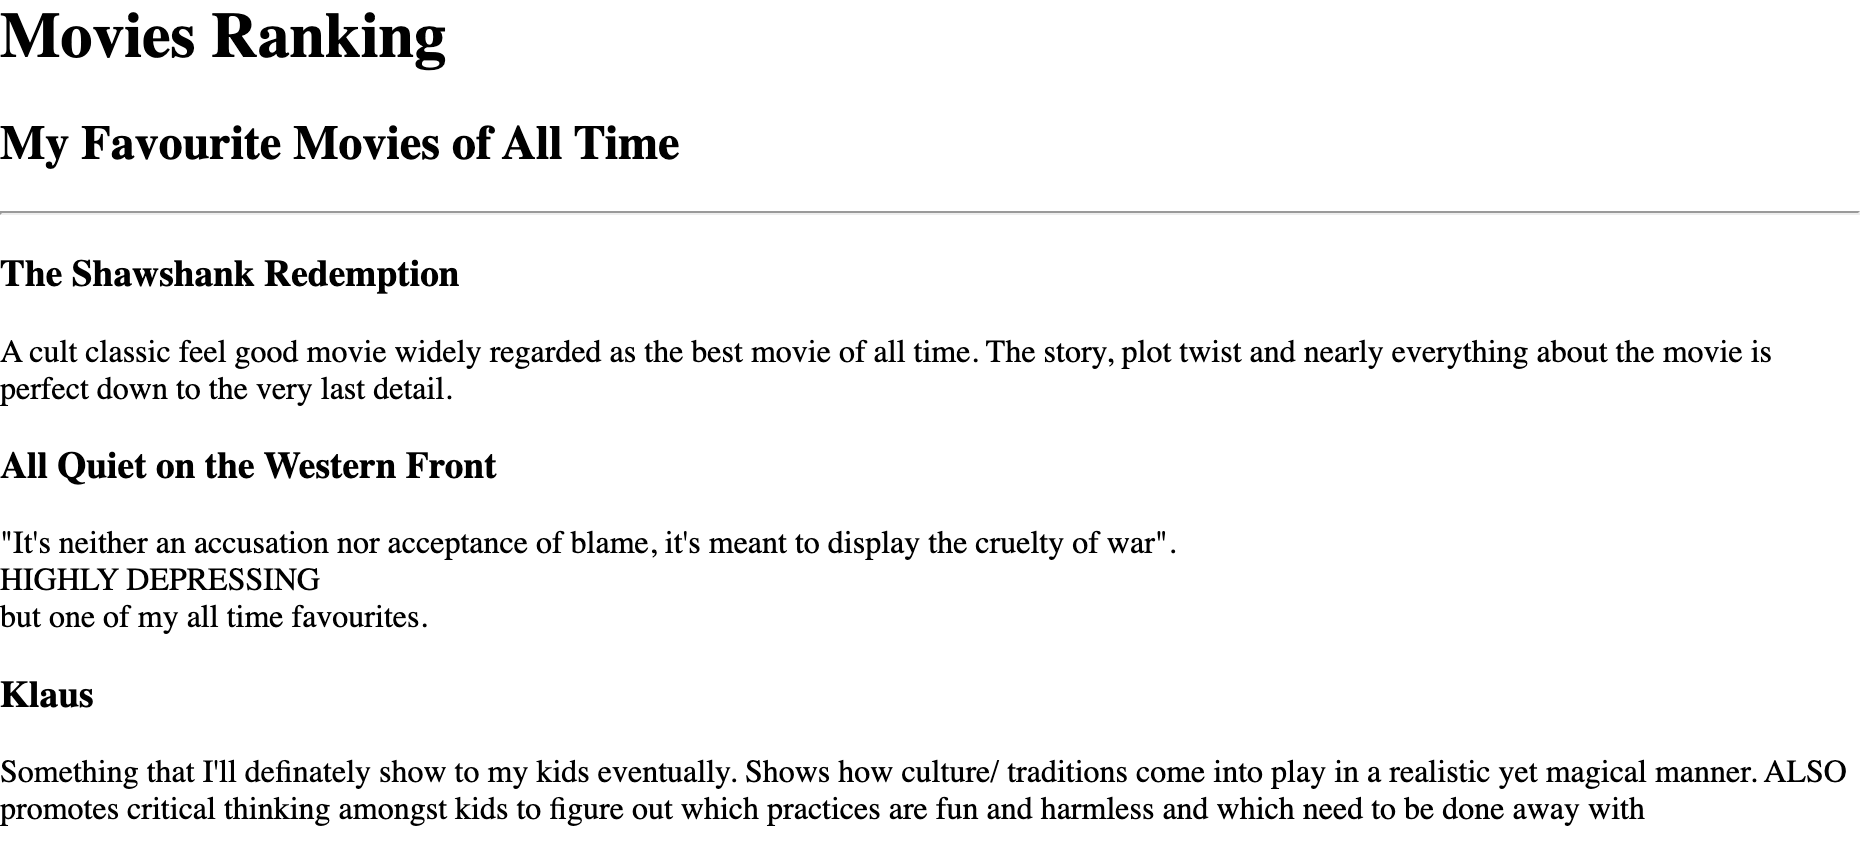 Movies Ranking
My Favourite Movies of All Time
The Shawshank Redemption
A cult classic feel good movie widely regarded as the best movie of all time. The story, plot twist and nearly everything about the movie is
perfect down to the very last detail.
All Quiet on the Western Front
"It's neither an accusation nor acceptance of blame, it's meant to display the cruelty of war".
HIGHLY DEPRESSING
but one of my all time favourites.
Klaus
Something that I'll definately show to my kids eventually. Shows how culture/ traditions come into play in a realistic yet magical manner. ALSO
promotes critical thinking amongst kids to figure out which practices are fun and harmless and which need to be done away with